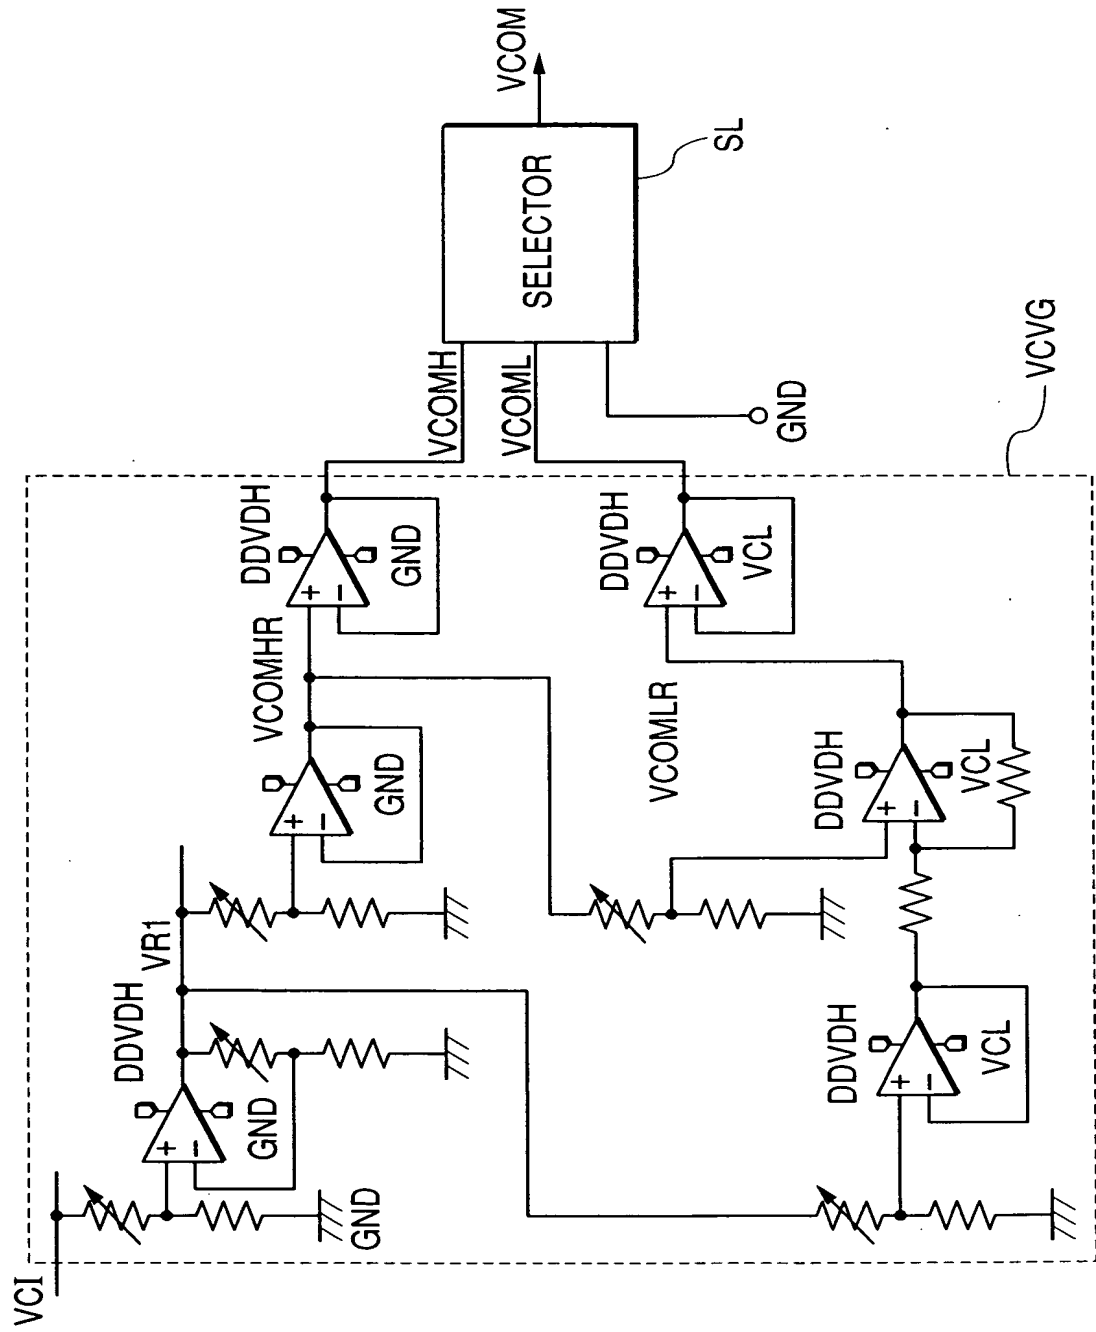 VCI
GND
DDVDH
GND
VR1
DDVDH
VCL
GND
VCOMHR
DDVDH
GND
DDVDH
VCL
VCOMLR
DDVDH
VCL
VCOMH
VCOML
GND
SELECTOR
VCOM
SL
VCVG
+
−
+
−
+
−
+
−
+
−
+
−